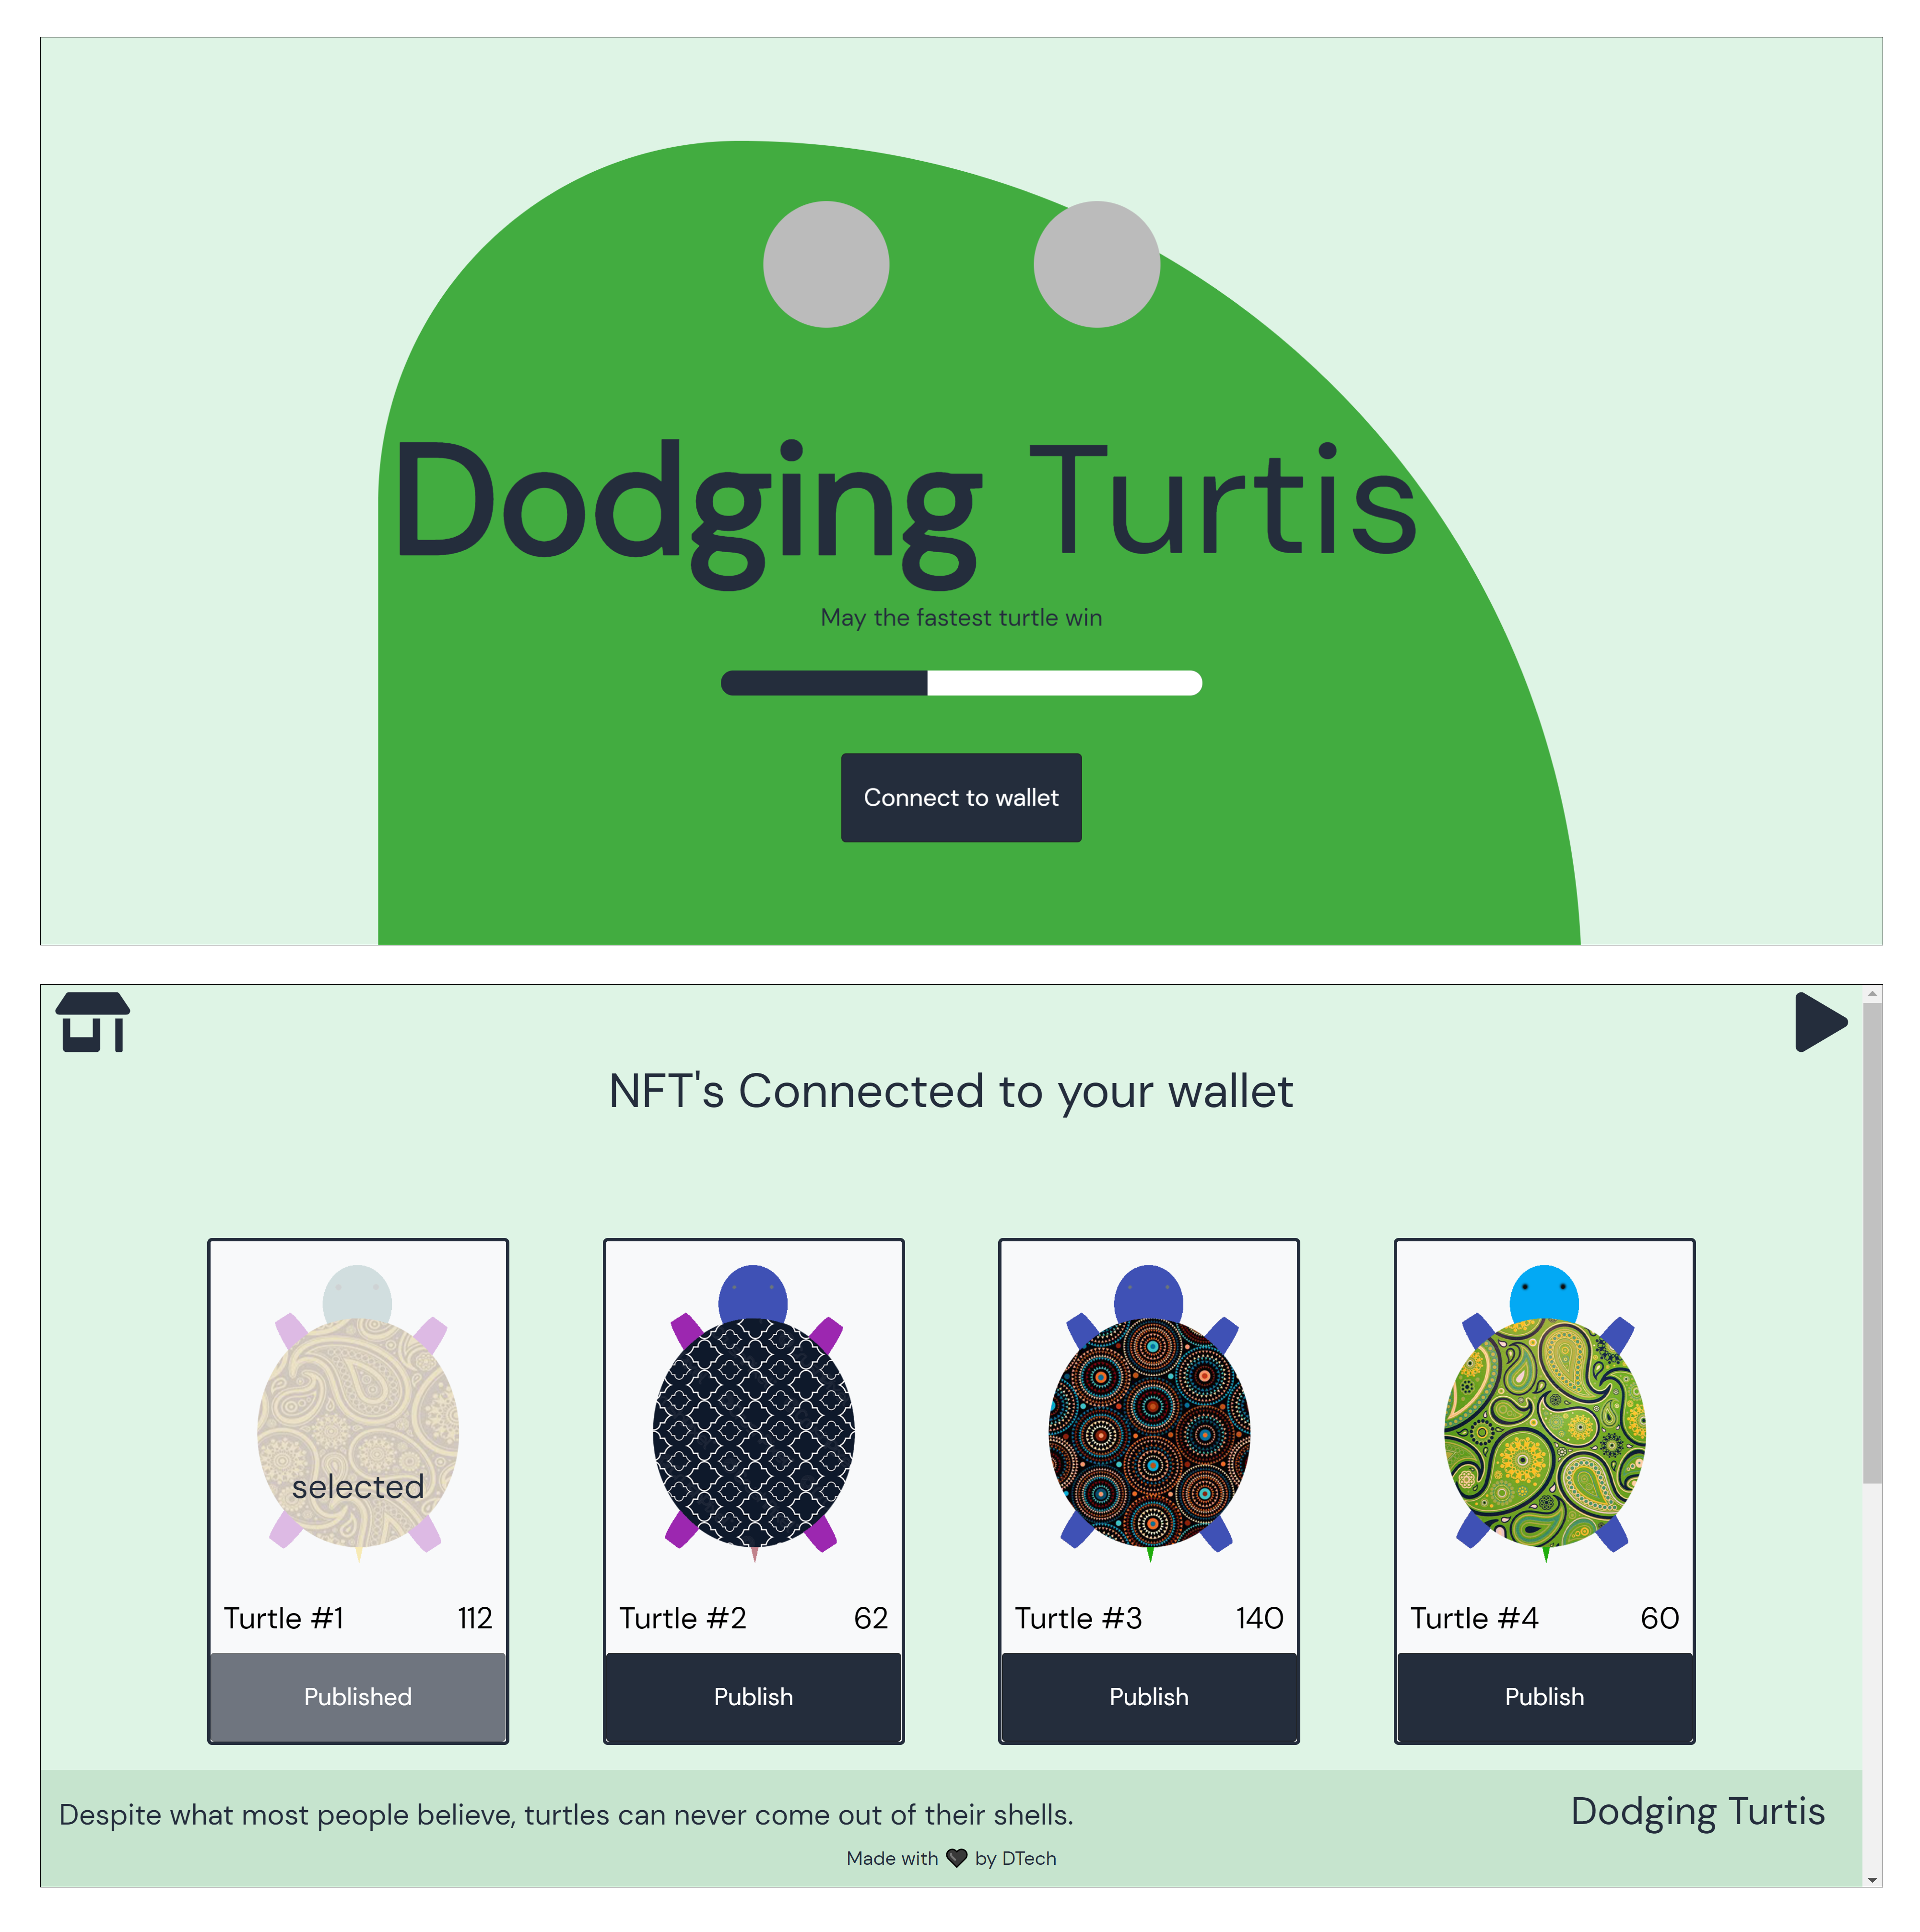 Dodging Turtis
May the fastest turtle win
Connect to wallet
NFT's Connected to your wallet
selected
Turtle #1 112
Published
Turtle #2 62
Publish
Turtle #3 140
Publish
Turtle #4 60
Publish
Despite what most people believe, turtles can never come out of their shells.
Dodging Turtis
Made with 🖤 by DTech